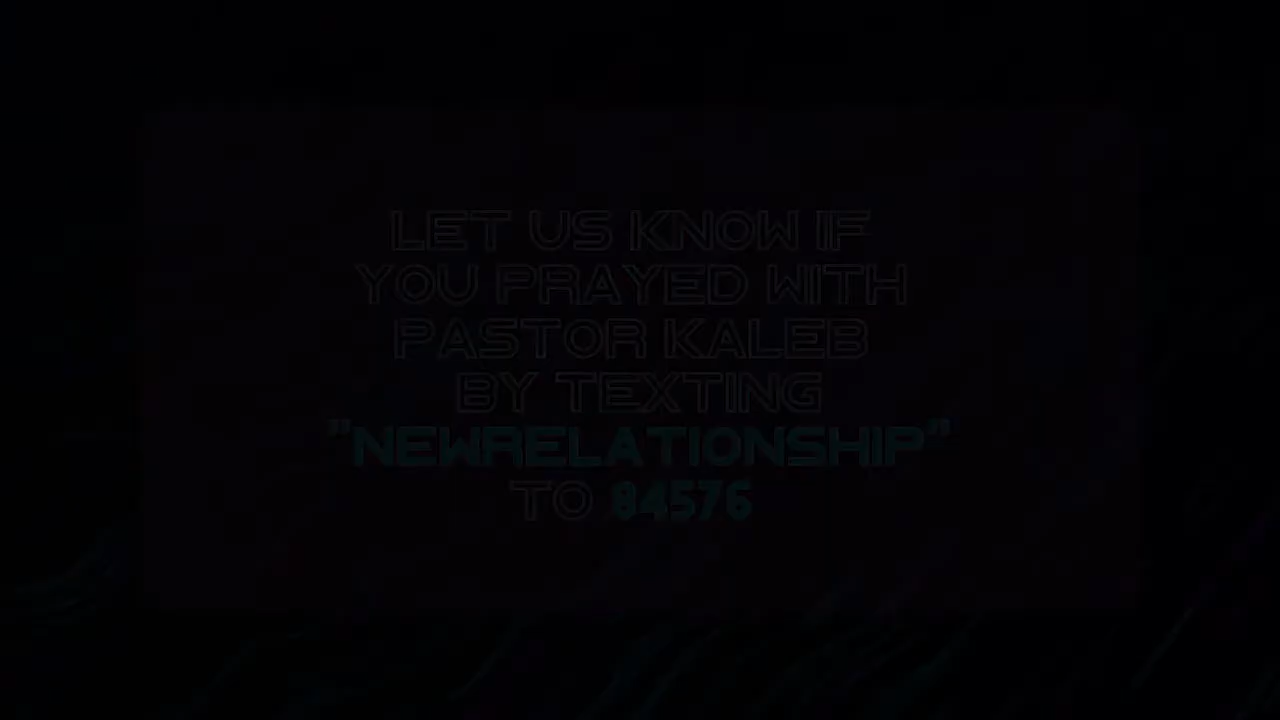 LET US KNOW IF
YOU PRAYED WITH
PASTOR KALEB
BY TEXTING
"NEWRELATIONSHIP"
TO 84576